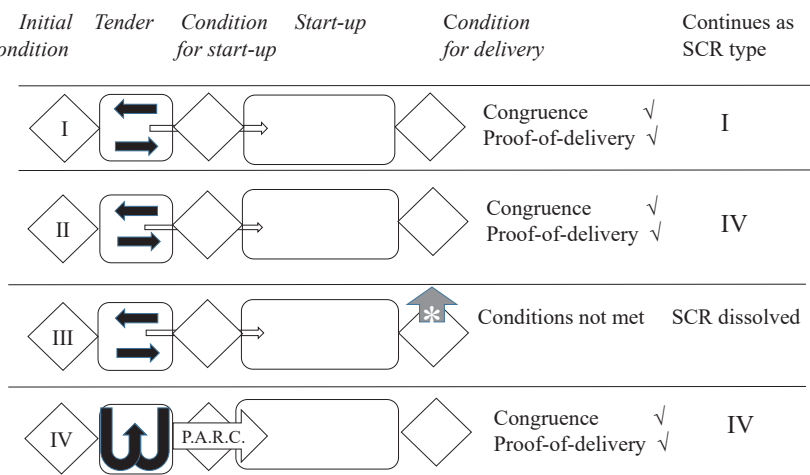 Initial Tender Condition Start-up Condition Continues as
ondition for start-up for delivery SCR type
I Congruence √ I
Proof-of-delivery √
II Congruence √ IV
Proof-of-delivery √
* 
III Conditions not met SCR dissolved
IV P.A.R.C. Congruence √ IV
Proof-of-delivery √